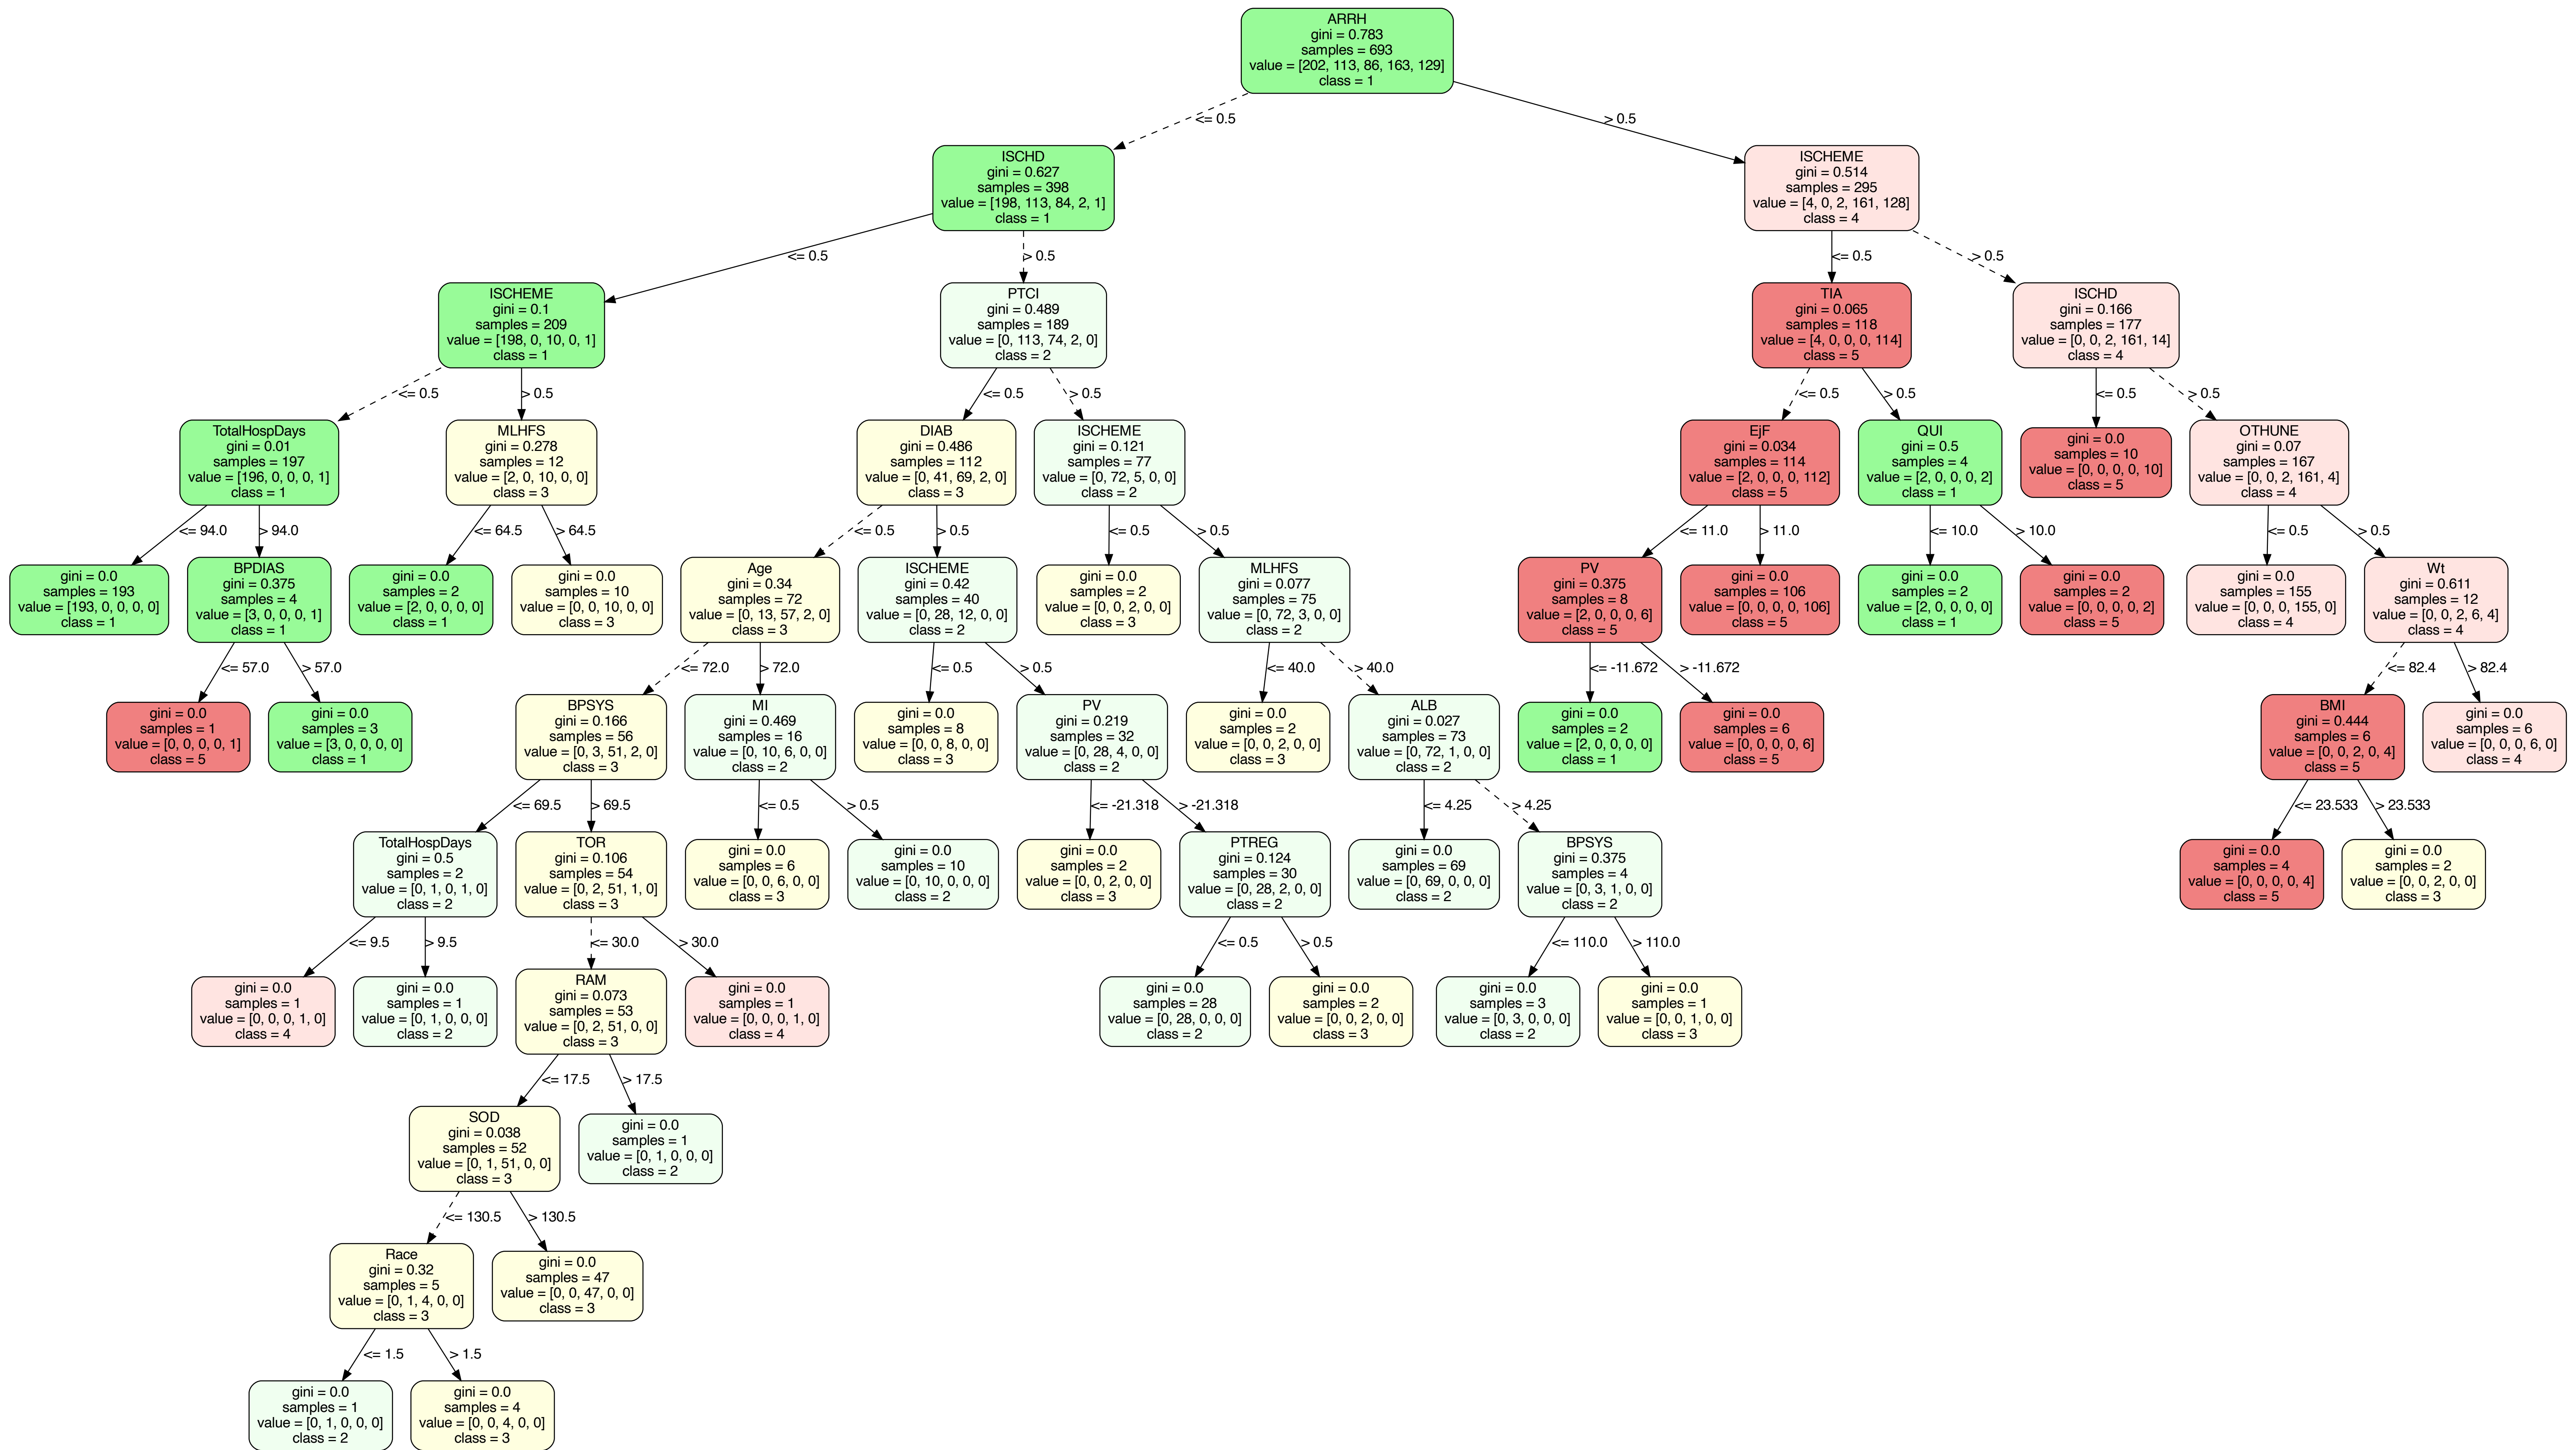 ARRH
gini = 0.783
samples = 693
value = [202, 113, 86, 163, 129]
class = 1
<= 0.5
> 0.5
ISCHD
gini = 0.627
samples = 398
value = [198, 113, 84, 2, 1]
class = 1
ISCHEME
gini = 0.514
samples = 295
value = [4, 0, 2, 161, 128]
class = 4
<= 0.5
> 0.5
<= 0.5
> 0.5
ISCHEME
gini = 0.1
samples = 209
value = [198, 0, 10, 0, 1]
class = 1
PTCI
gini = 0.489
samples = 189
value = [0, 113, 74, 2, 0]
class = 2
TIA
gini = 0.065
samples = 118
value = [4, 0, 0, 0, 114]
class = 5
ISCHD
gini = 0.166
samples = 177
value = [0, 0, 2, 161, 14]
class = 4
<= 0.5
> 0.5
<= 0.5
> 0.5
<= 0.5
> 0.5
<= 0.5
> 0.5
TotalHospDays
gini = 0.01
samples = 197
value = [196, 0, 0, 0, 1]
class = 1
MLHFS
gini = 0.278
samples = 12
value = [2, 0, 10, 0, 0]
class = 3
DIAB
gini = 0.486
samples = 112
value = [0, 41, 69, 2, 0]
class = 3
ISCHEME
gini = 0.121
samples = 77
value = [0, 72, 5, 0, 0]
class = 2
EjF
gini = 0.034
samples = 114
value = [2, 0, 0, 0, 112]
class = 5
QUI
gini = 0.5
samples = 4
value = [2, 0, 0, 0, 2]
class = 1
gini = 0.0
samples = 10
value = [0, 0, 0, 0, 10]
class = 5
OTHUNE
gini = 0.07
samples = 167
value = [0, 0, 2, 161, 4]
class = 4
<= 94.0
> 94.0
<= 64.5
> 64.5
<= 0.5
> 0.5
<= 0.5
> 0.5
<= 11.0
> 11.0
<= 10.0
> 10.0
<= 0.5
> 0.5
gini = 0.0
samples = 193
value = [193, 0, 0, 0, 0]
class = 1
BPDIAS
gini = 0.375
samples = 4
value = [3, 0, 0, 0, 1]
class = 1
gini = 0.0
samples = 2
value = [2, 0, 0, 0, 0]
class = 1
gini = 0.0
samples = 10
value = [0, 0, 10, 0, 0]
class = 3
Age
gini = 0.34
samples = 72
value = [0, 13, 57, 2, 0]
class = 3
ISCHEME
gini = 0.42
samples = 40
value = [0, 28, 12, 0, 0]
class = 2
gini = 0.0
samples = 2
value = [0, 0, 2, 0, 0]
class = 3
MLHFS
gini = 0.077
samples = 75
value = [0, 72, 3, 0, 0]
class = 2
PV
gini = 0.375
samples = 8
value = [2, 0, 0, 0, 6]
class = 5
gini = 0.0
samples = 106
value = [0, 0, 0, 0, 106]
class = 5
gini = 0.0
samples = 2
value = [2, 0, 0, 0, 0]
class = 1
gini = 0.0
samples = 2
value = [0, 0, 0, 0, 2]
class = 5
gini = 0.0
samples = 155
value = [0, 0, 0, 155, 0]
class = 4
Wt
gini = 0.611
samples = 12
value = [0, 0, 2, 6, 4]
class = 4
<= 57.0
> 57.0
<= 72.0
> 72.0
<= 0.5
> 0.5
<= 40.0
> 40.0
<= -11.672
> -11.672
<= 82.4
> 82.4
gini = 0.0
samples = 1
value = [0, 0, 0, 0, 1]
class = 5
gini = 0.0
samples = 3
value = [3, 0, 0, 0, 0]
class = 1
BPSYS
gini = 0.166
samples = 56
value = [0, 3, 51, 2, 0]
class = 3
MI
gini = 0.469
samples = 16
value = [0, 10, 6, 0, 0]
class = 2
gini = 0.0
samples = 8
value = [0, 0, 8, 0, 0]
class = 3
PV
gini = 0.219
samples = 32
value = [0, 28, 4, 0, 0]
class = 2
gini = 0.0
samples = 2
value = [0, 0, 2, 0, 0]
class = 3
ALB
gini = 0.027
samples = 73
value = [0, 72, 1, 0, 0]
class = 2
gini = 0.0
samples = 2
value = [2, 0, 0, 0, 0]
class = 1
gini = 0.0
samples = 6
value = [0, 0, 0, 0, 6]
class = 5
BMI
gini = 0.444
samples = 6
value = [0, 0, 2, 0, 4]
class = 5
gini = 0.0
samples = 6
value = [0, 0, 0, 6, 0]
class = 4
<= 69.5
> 69.5
<= 0.5
> 0.5
<= -21.318
> -21.318
<= 4.25
> 4.25
<= 23.533
> 23.533
TotalHospDays
gini = 0.5
samples = 2
value = [0, 1, 0, 1, 0]
class = 2
TOR
gini = 0.106
samples = 54
value = [0, 2, 51, 1, 0]
class = 3
gini = 0.0
samples = 6
value = [0, 0, 6, 0, 0]
class = 3
gini = 0.0
samples = 10
value = [0, 10, 0, 0, 0]
class = 2
gini = 0.0
samples = 2
value = [0, 0, 2, 0, 0]
class = 3
PTREG
gini = 0.124
samples = 30
value = [0, 28, 2, 0, 0]
class = 2
gini = 0.0
samples = 69
value = [0, 69, 0, 0, 0]
class = 2
BPSYS
gini = 0.375
samples = 4
value = [0, 3, 1, 0, 0]
class = 2
gini = 0.0
samples = 4
value = [0, 0, 0, 0, 4]
class = 5
gini = 0.0
samples = 2
value = [0, 0, 2, 0, 0]
class = 3
<= 9.5
> 9.5
<= 30.0
> 30.0
<= 0.5
> 0.5
<= 110.0
> 110.0
gini = 0.0
samples = 1
value = [0, 0, 0, 1, 0]
class = 4
gini = 0.0
samples = 1
value = [0, 1, 0, 0, 0]
class = 2
RAM
gini = 0.073
samples = 53
value = [0, 2, 51, 0, 0]
class = 3
gini = 0.0
samples = 1
value = [0, 0, 0, 1, 0]
class = 4
gini = 0.0
samples = 28
value = [0, 28, 0, 0, 0]
class = 2
gini = 0.0
samples = 2
value = [0, 0, 2, 0, 0]
class = 3
gini = 0.0
samples = 3
value = [0, 3, 0, 0, 0]
class = 2
gini = 0.0
samples = 1
value = [0, 0, 1, 0, 0]
class = 3
<= 17.5
> 17.5
SOD
gini = 0.038
samples = 52
value = [0, 1, 51, 0, 0]
class = 3
gini = 0.0
samples = 1
value = [0, 1, 0, 0, 0]
class = 2
<= 130.5
> 130.5
Race
gini = 0.32
samples = 5
value = [0, 1, 4, 0, 0]
class = 3
gini = 0.0
samples = 47
value = [0, 0, 47, 0, 0]
class = 3
<= 1.5
> 1.5
gini = 0.0
samples = 1
value = [0, 1, 0, 0, 0]
class = 2
gini = 0.0
samples = 4
value = [0, 0, 4, 0, 0]
class = 3